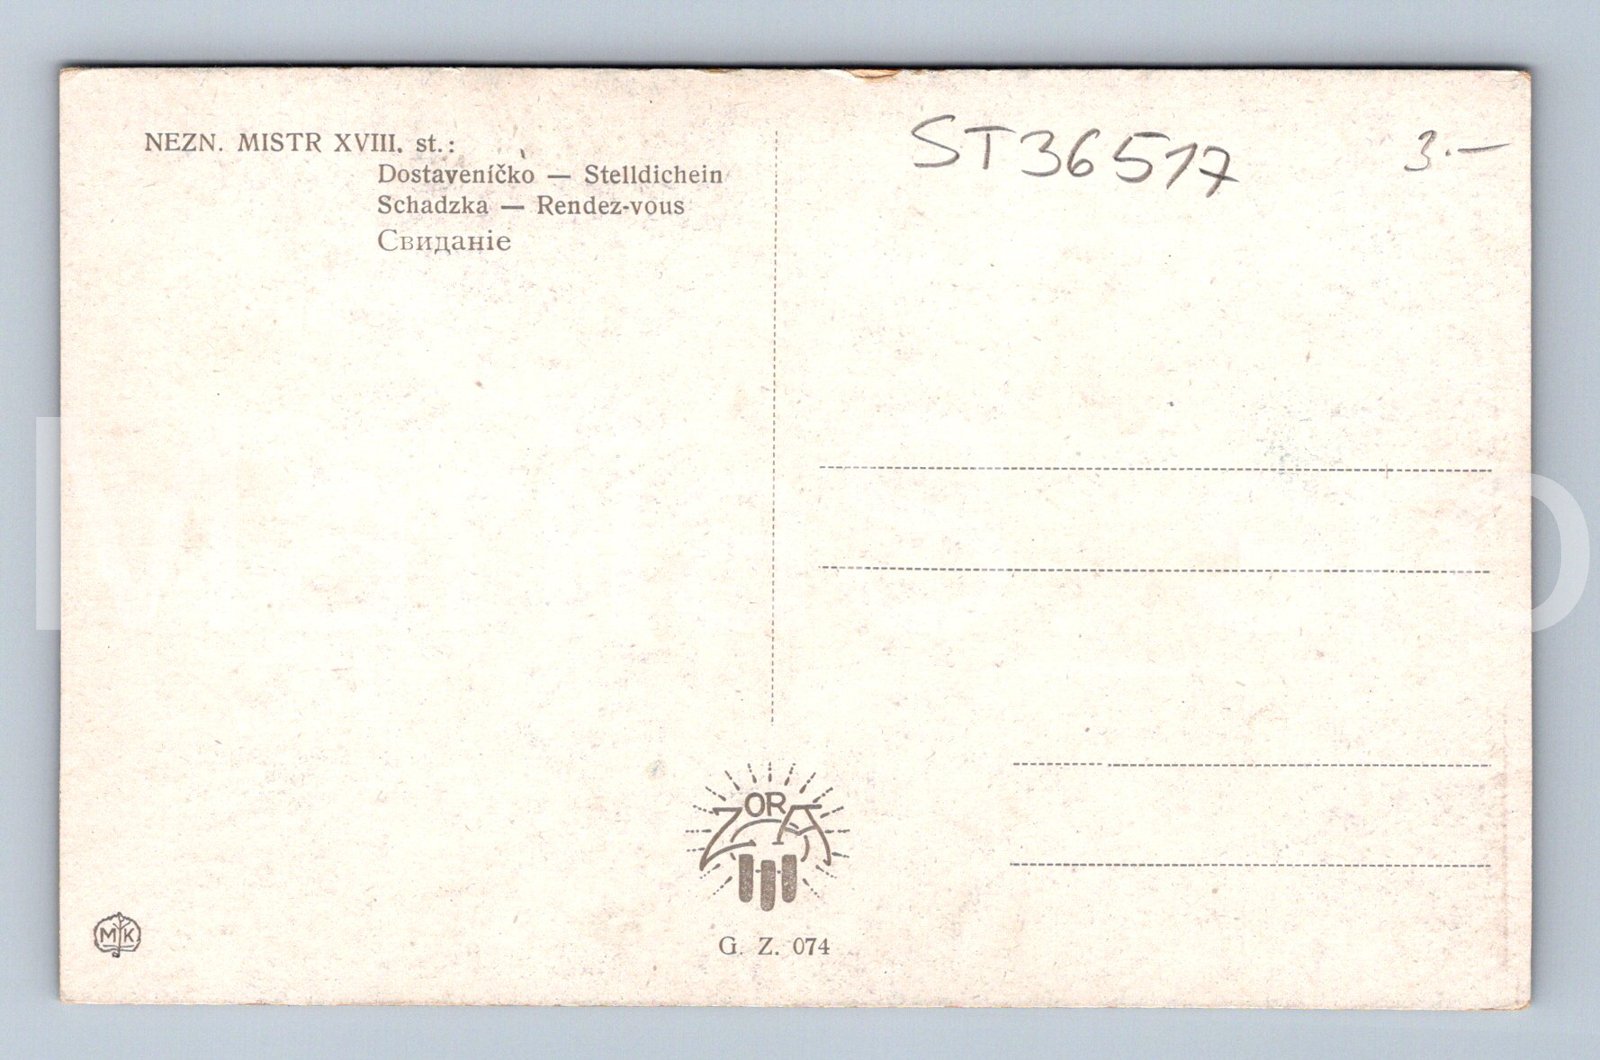 NEZN. MISTR XVIII. st.:
Dostaveníčko — Stelldichein
Schadzka — Rendez-vous
Свиданіе
ST36517
3.—
ZORA
G. Z. 074
MK